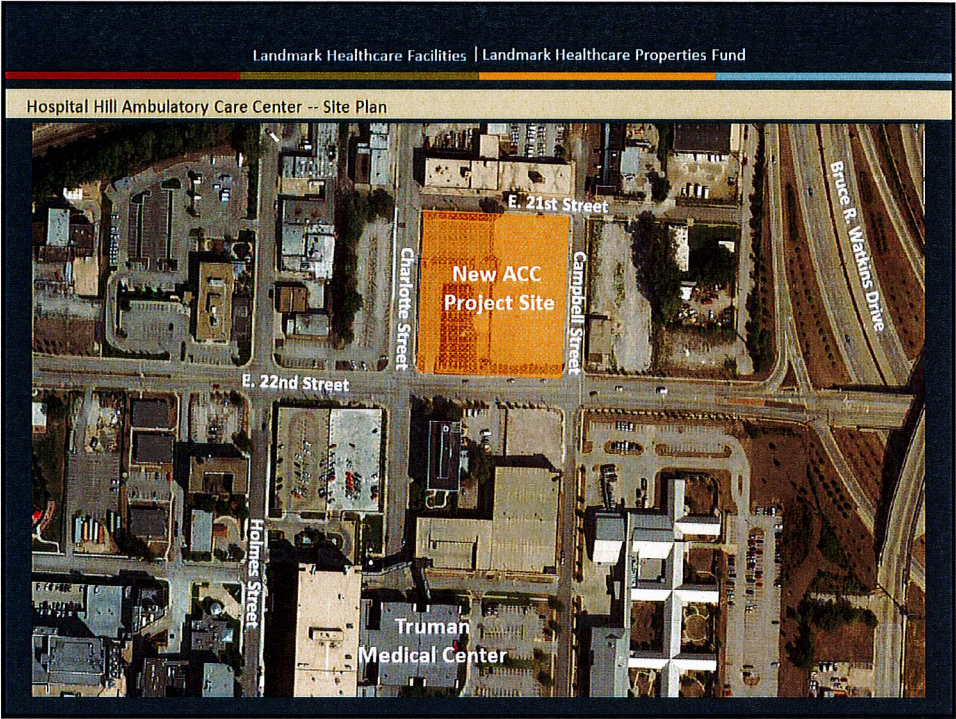 Landmark Healthcare Facilities | Landmark Healthcare Properties Fund
Hospital Hill Ambulatory Care Center -- Site Plan
E. 21st Street
Bruce R. Watkins Drive
Charlotte Street
New ACC
Project Site
Campbell Street
E. 22nd Street
Holmes Street
Truman
Medical Center